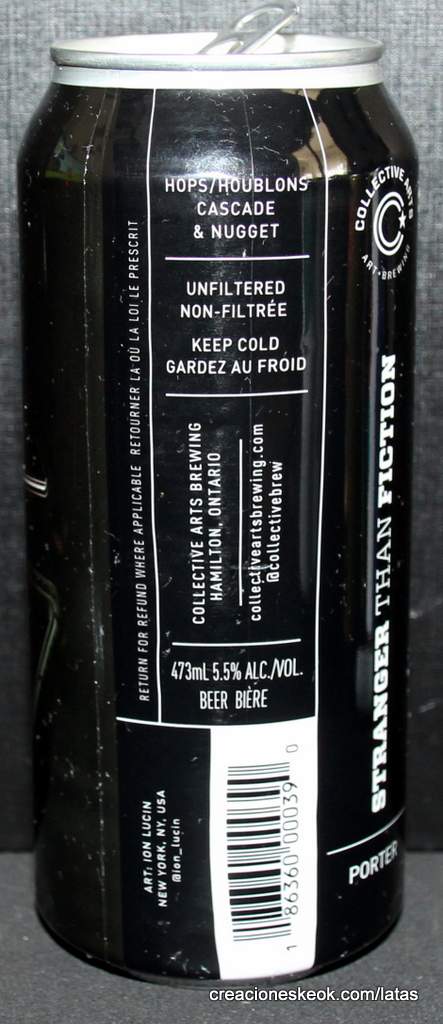 HOPS/HOUBLONS
CASCADE
& NUGGET
UNFILTERED
NON-FILTRÉE
KEEP COLD
GARDEZ AU FROID
COLLECTIVE ARTS BREWING
HAMILTON, ONTARIO
collectiveartsbrewing.com
@collectivebrew
473mL 5.5% ALC./VOL.
BEER BIÈRE
RETURN FOR REFUND WHERE APPLICABLE RETOURNER LÀ OÙ LA LOI LE PRESCRIT
ART: ION LUCIN
NEW YORK, NY, USA
@ion_lucin
1 86360 00039 0
COLLECTIVE ARTS
ART • BREWING
STRANGER THAN FICTION
PORTER
creacioneskeok.com/latas